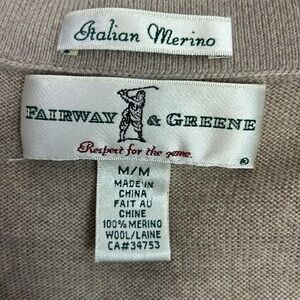 Italian Merino
FAIRWAY & GREENE
Respect for the game.
M/M
MADE IN
CHINA
FAIT AU
CHINE
100% MERINO
WOOL/LAINE
CA#34753